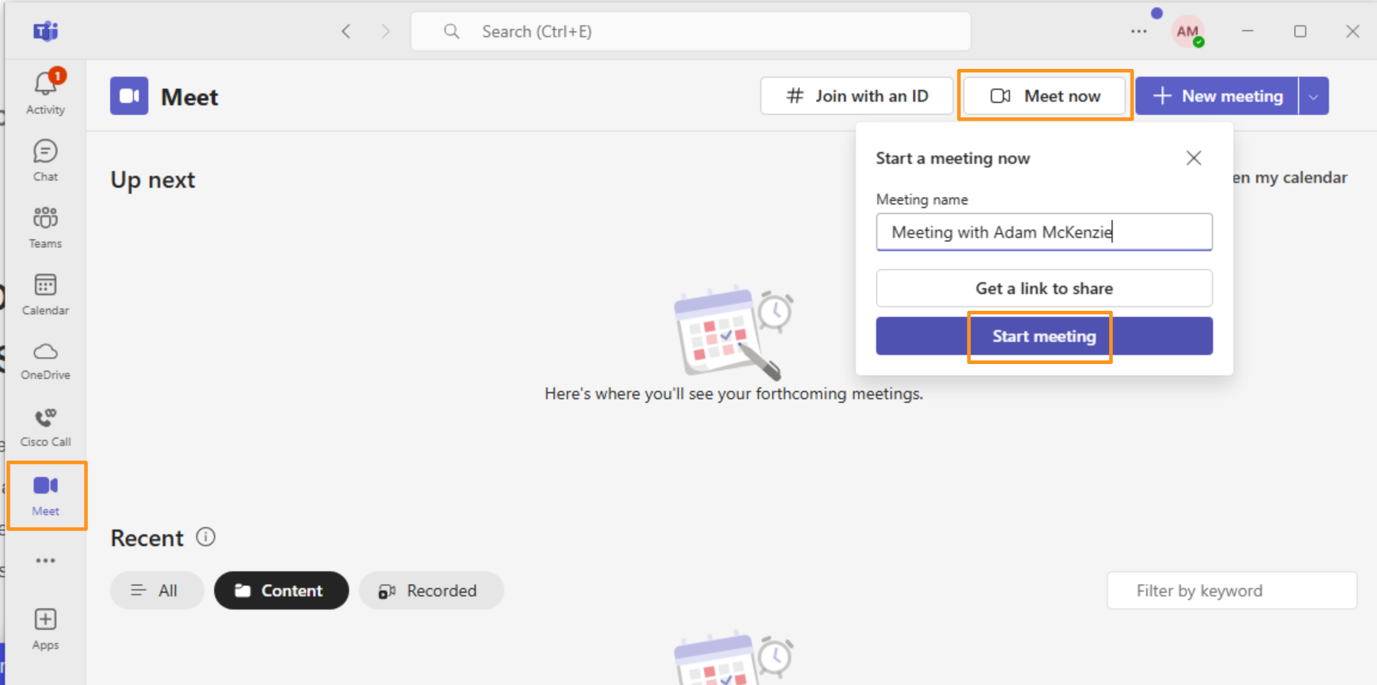 Search (Ctrl+E)
AM
1
Activity
Chat
Teams
Calendar
OneDrive
Cisco Call
Meet
Apps
Meet
# Join with an ID
Meet now
+ New meeting
Up next
en my calendar
Start a meeting now
Meeting name
Meeting with Adam McKenzie
Get a link to share
Start meeting
Here's where you'll see your forthcoming meetings.
Recent
All
Content
Recorded
Filter by keyword